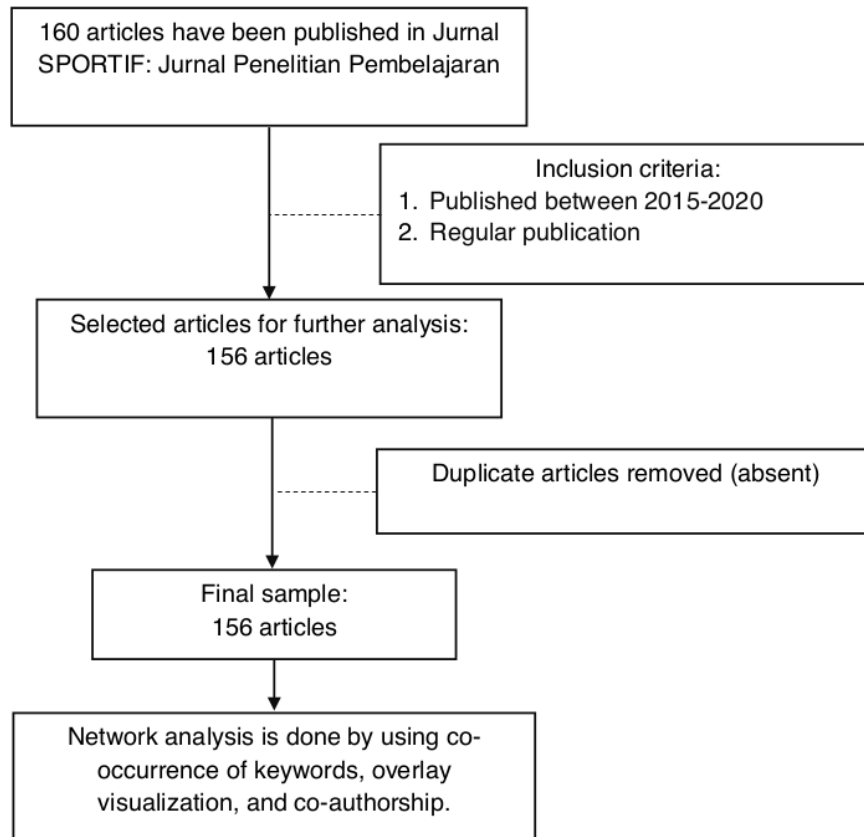 160 articles have been published in Jurnal
SPORTIF: Jurnal Penelitian Pembelajaran
Inclusion criteria:
1. Published between 2015-2020
2. Regular publication
Selected articles for further analysis:
156 articles
Duplicate articles removed (absent)
Final sample:
156 articles
Network analysis is done by using co-
occurrence of keywords, overlay
visualization, and co-authorship.